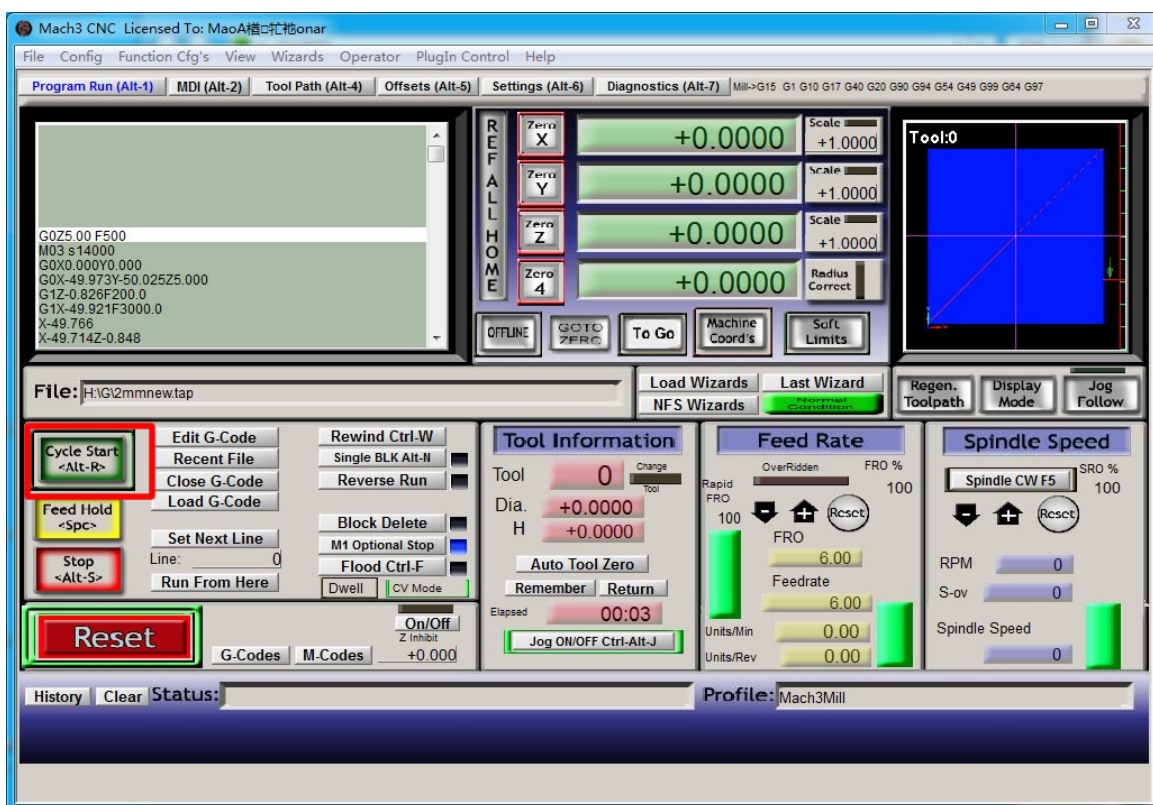 Mach3 CNC Licensed To: MaoA楿□牤祂onar
File Config Function Cfg's View Wizards Operator PlugIn Control Help
Program Run (Alt-1) MDI (Alt-2) Tool Path (Alt-4) Offsets (Alt-5) Settings (Alt-6) Diagnostics (Alt-7) Mill->G15 G1 G10 G17 G40 G20 G90 G94 G54 G49 G99 G64 G97
G0Z5.00 F500
M03 s14000
G0X0.000Y0.000
G0X-49.973Y-50.025Z5.000
G1Z-0.826F200.0
G1X-49.921F3000.0
X-49.766
X-49.714Z-0.848
REF ALL HOME
Zero X +0.0000 Scale +1.0000
Zero Y +0.0000 Scale +1.0000
Zero Z +0.0000 Scale +1.0000
Zero 4 +0.0000 Radius Correct
OFFLINE GOTO ZERO To Go Machine Coord's Soft Limits
Tool:0
File: H:\G\2mmnew.tap
Load Wizards Last Wizard
NFS Wizards Normal Condition
Regen. Toolpath Display Mode Jog Follow
Cycle Start
<Alt-R>
Feed Hold
<Spc>
Stop
<Alt-S>
Edit G-Code
Recent File
Close G-Code
Load G-Code
Set Next Line
Line: 0
Run From Here
Rewind Ctrl-W
Single BLK Alt-N
Reverse Run
Block Delete
M1 Optional Stop
Flood Ctrl-F
Dwell CV Mode
Reset
G-Codes M-Codes
On/Off
Z Inhibit
+0.000
Tool Information
Tool 0 Change Tool
Dia. +0.0000
H +0.0000
Auto Tool Zero
Remember Return
Elapsed 00:03
Jog ON/OFF Ctrl-Alt-J
Feed Rate
OverRidden FRO %
Rapid FRO 100
100 Reset
FRO
6.00
Feedrate
6.00
Units/Min 0.00
Units/Rev 0.00
Spindle Speed
Spindle CW F5 SRO % 100
Reset
RPM 0
S-ov 0
Spindle Speed
0
History Clear Status: Profile: Mach3Mill